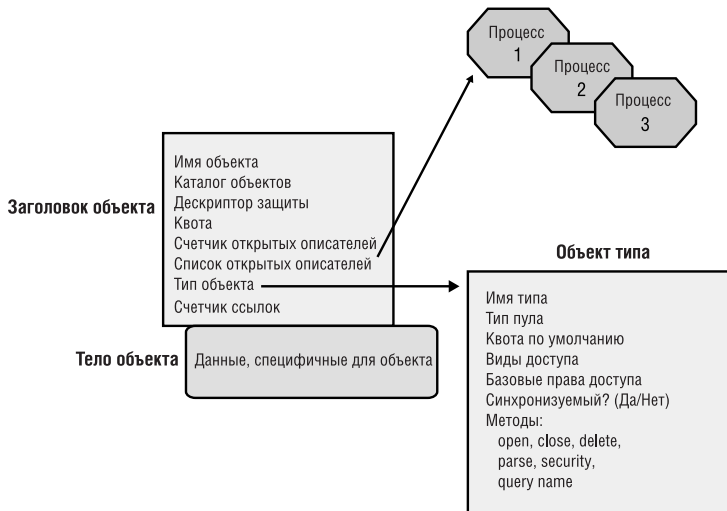 Процесс
1
Процесс
2
Процесс
3
Заголовок объекта
Имя объекта
Каталог объектов
Дескриптор защиты
Квота
Счетчик открытых описателей
Список открытых описателей
Тип объекта
Счетчик ссылок
Тело объекта
Данные, специфичные для объекта
Объект типа
Имя типа
Тип пула
Квота по умолчанию
Виды доступа
Базовые права доступа
Синхронизуемый? (Да/Нет)
Методы:
open, close, delete,
parse, security,
query name